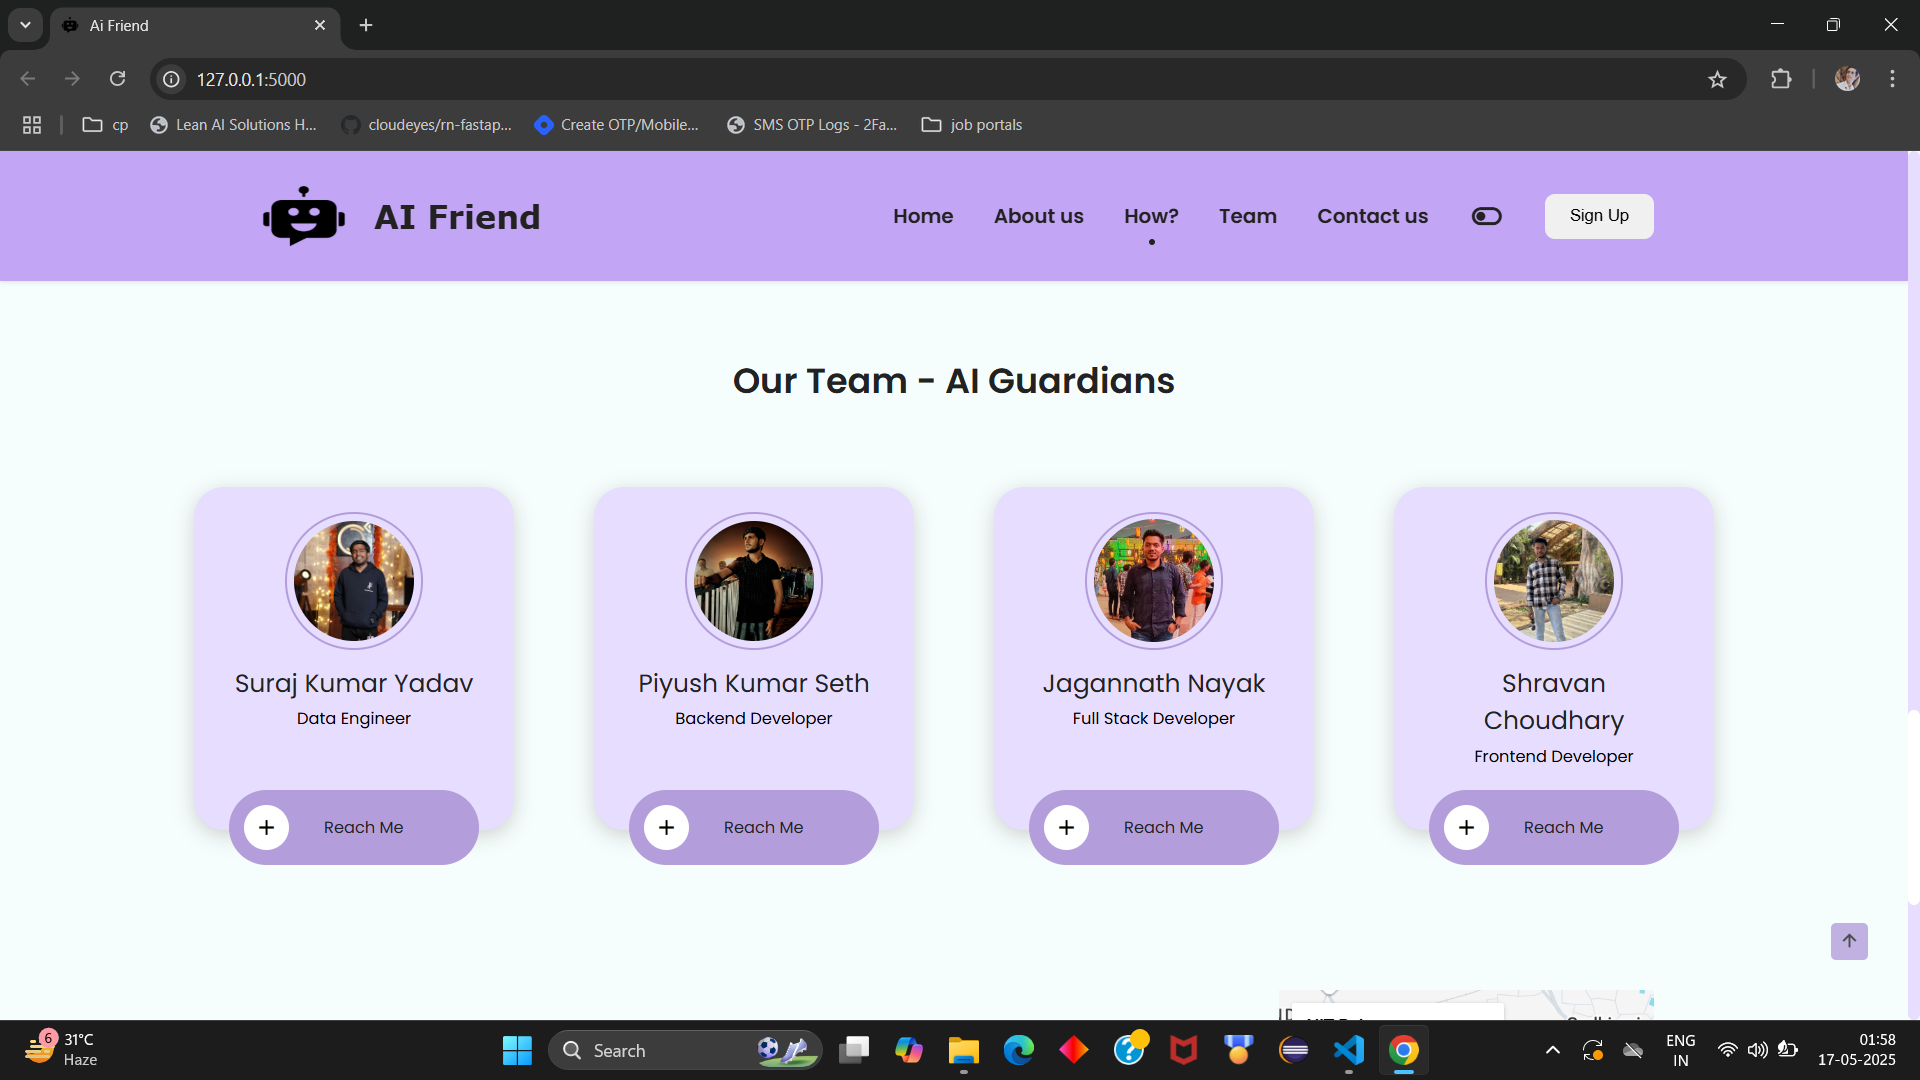 Ai Friend
127.0.0.1:5000
cp
Lean AI Solutions H...
cloudeyes/rn-fastap...
Create OTP/Mobile...
SMS OTP Logs - 2Fa...
job portals
AI Friend
Home
About us
How?
Team
Contact us
Sign Up
Our Team - AI Guardians
Suraj Kumar Yadav
Data Engineer
Reach Me
Piyush Kumar Seth
Backend Developer
Reach Me
Jagannath Nayak
Full Stack Developer
Reach Me
Shravan
Choudhary
Frontend Developer
Reach Me
6
31°C
Haze
Search
ENG
IN
01:58
17-05-2025